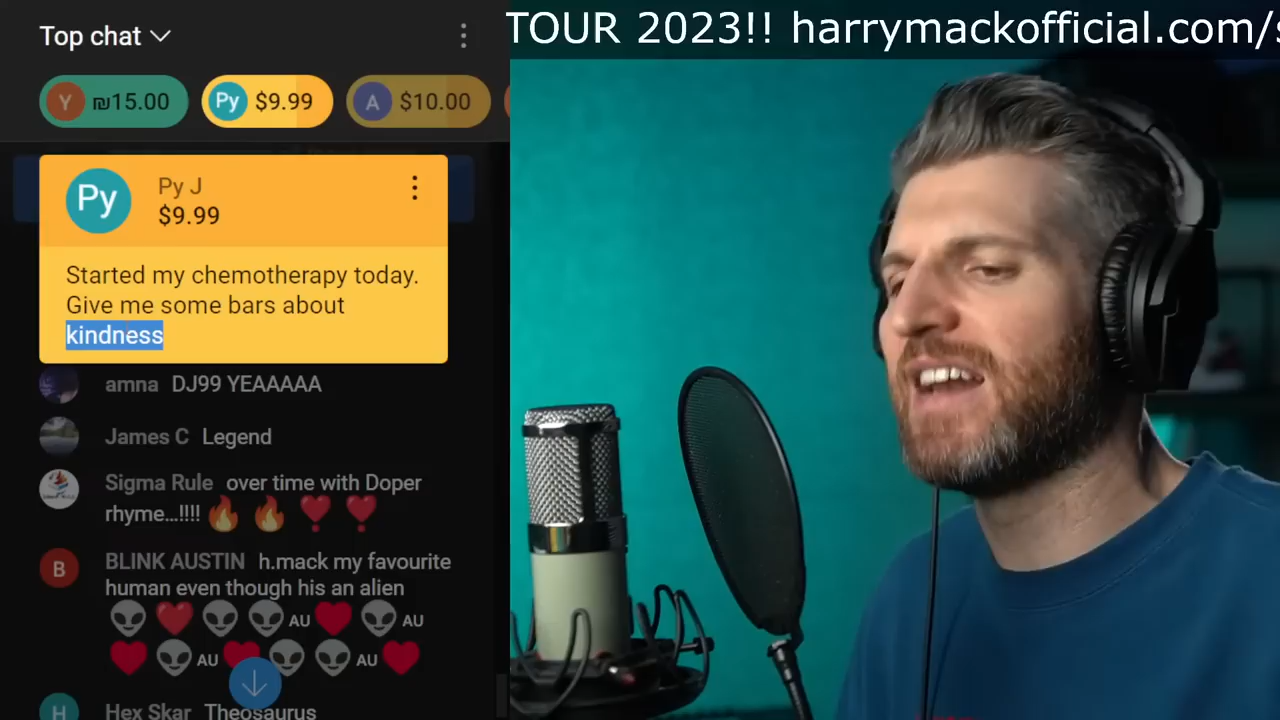 Top chat
TOUR 2023!! harrymackofficial.com/s
Y ₪15.00 Py $9.99 A $10.00
Py
Py J
$9.99
Started my chemotherapy today.
Give me some bars about
kindness
amna DJ99 YEAAAAA
James C Legend
Sigma Rule over time with Doper
rhyme...!!!! 🔥 🔥 ❣️ ❣️
B
BLINK AUSTIN h.mack my favourite
human even though his an alien
👽 ❤️ 👽 👽 AU ❤️ 👽 AU
❤️ 👽 AU ❤️ 👽 👽 AU ❤️
H Hex Skar Theosaurus